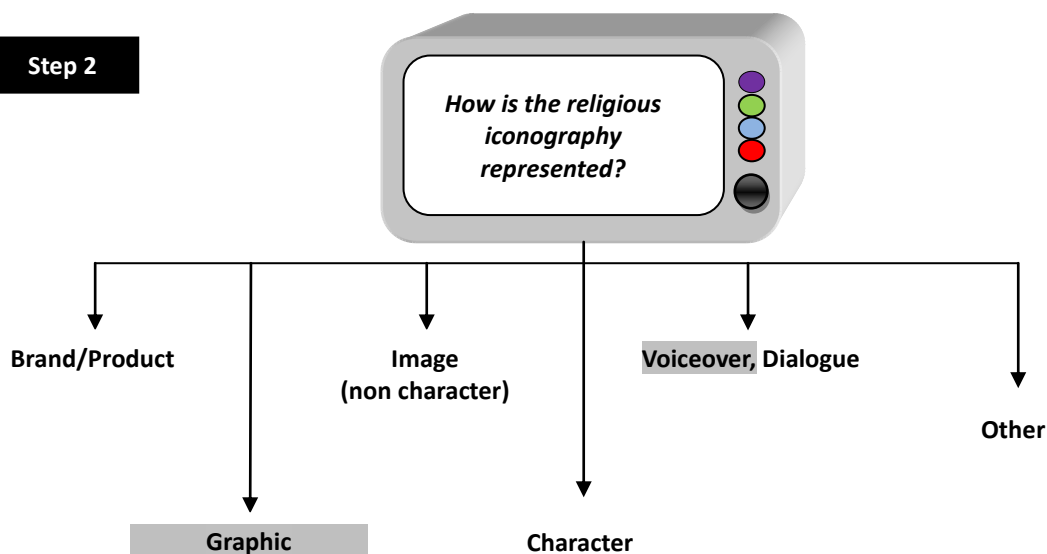 Step 2
How is the religious
iconography
represented?
Brand/Product
Image
(non character)
Voiceover, Dialogue
Other
Graphic
Character